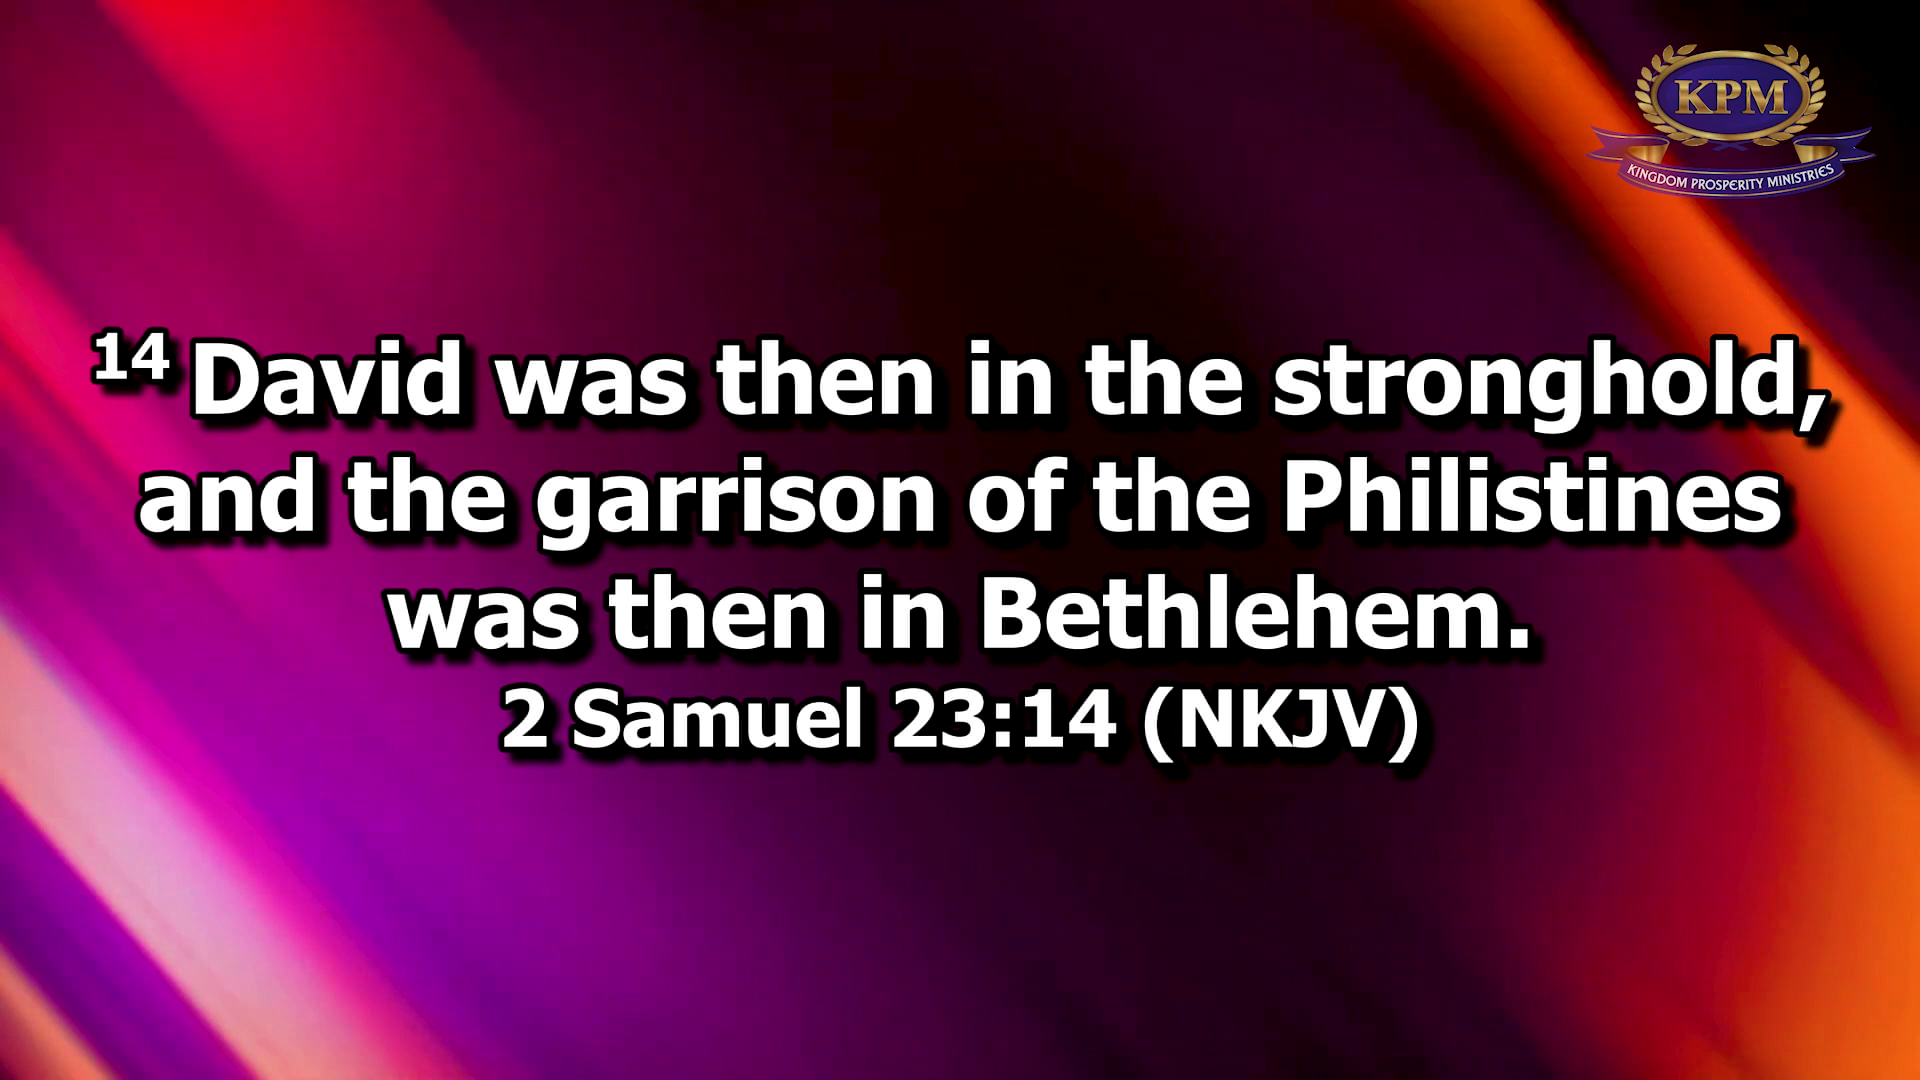 KPM
KINGDOM PROSPERITY MINISTRIES
14 David was then in the stronghold,
and the garrison of the Philistines
was then in Bethlehem.
2 Samuel 23:14 (NKJV)